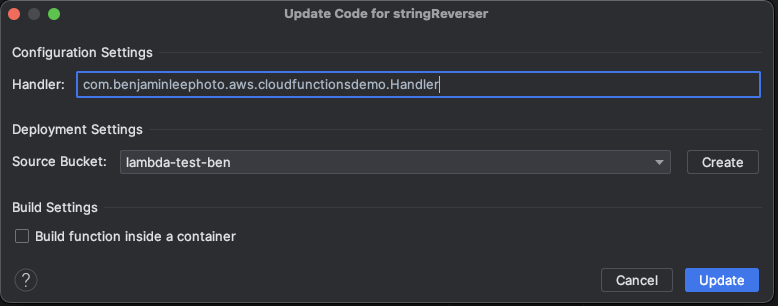 Update Code for stringReverser
Configuration Settings
Handler: com.benjaminleephoto.aws.cloudfunctionsdemo.Handler
Deployment Settings
Source Bucket: lambda-test-ben Create
Build Settings
Build function inside a container
? Cancel Update